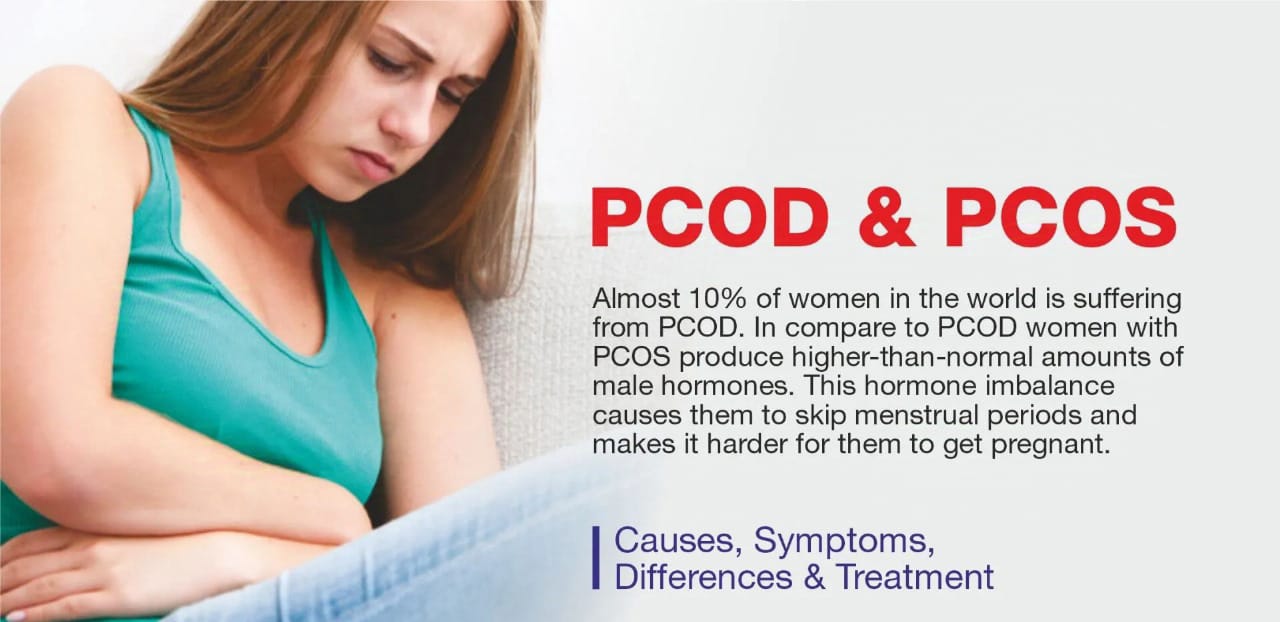 PCOD & PCOS
Almost 10% of women in the world is suffering
from PCOD. In compare to PCOD women with
PCOS produce higher-than-normal amounts of
male hormones. This hormone imbalance
causes them to skip menstrual periods and
makes it harder for them to get pregnant.
Causes, Symptoms,
Differences & Treatment